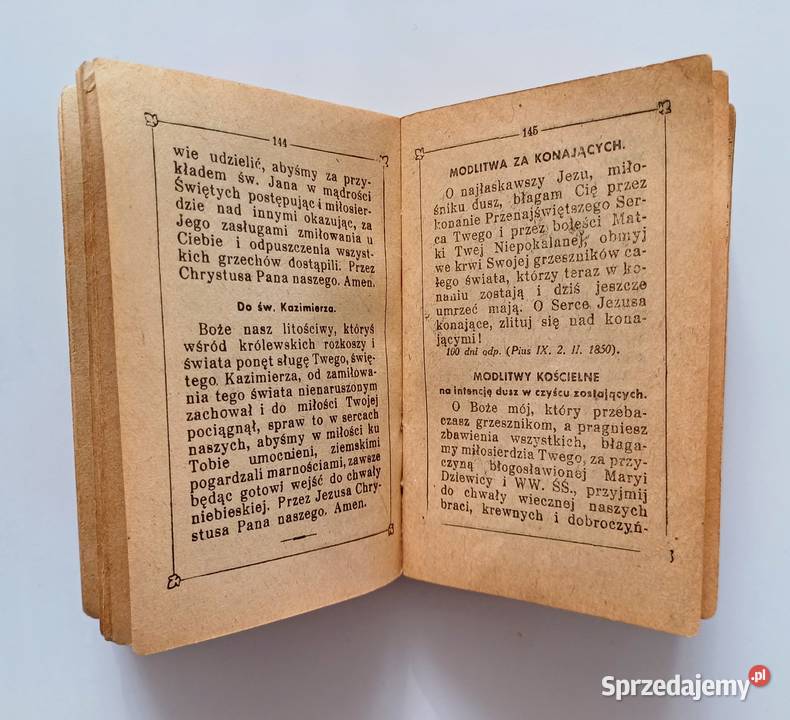 144
wie udzielić, abyśmy za przy-
kładem św. Jana w mądrości
Świętych postępując i miłosier-
dzie nad innymi okazując, za
Jego zasługami zmiłowania u
Ciebie i odpuszczenia wszyst-
kich grzechów dostąpili. Przez
Chrystusa Pana naszego. Amen.
Do św. Kazimierza.
Boże nasz litościwy, któryś
wśród królewskich rozkoszy i
świata ponęt sługę Twego, świę-
tego. Kazimierza, od zamiłowa-
nia tego świata nienaruszonym
zachował i do miłości Twojej
pociągnął, spraw to w sercach
naszych, abyśmy w miłości ku
Tobie umocnieni, ziemskimi
pogardzali marnościami, zawsze
będąc gotowi wejść do chwały
niebieskiej. Przez Jezusa Chry-
stusa Pana naszego. Amen.
145
MODLITWA ZA KONAJĄCYCH.
O najłaskawszy Jezu, miło-
śniku dusz, błagam Cię przez
konanie Przenajświętszego Ser-
ca Twego i przez boleści Mat-
ki Twej Niepokalanej, obmyj
we krwi Swojej grzeszników ca-
łego świata, którzy teraz w ko-
naniu zostają i dziś jeszcze
umrzeć mają. O Serce Jezusa
konające, zlituj się nad kona-
jącymi!
100 dni odp. (Pius IX. 2. II. 1850).
MODLITWY KOŚCIELNE
na intencję dusz w czyścu zostających.
O Boże mój, który przeba-
czasz grzesznikom, a pragniesz
zbawienia wszystkich, błaga-
my miłosierdzia Twego, za przy-
czyną błogosławionej Maryi
Dziewicy i WW. ŚŚ., przyjmij
do chwały wiecznej naszych
braci, krewnych i dobroczyń-
Sprzedajemy.pl